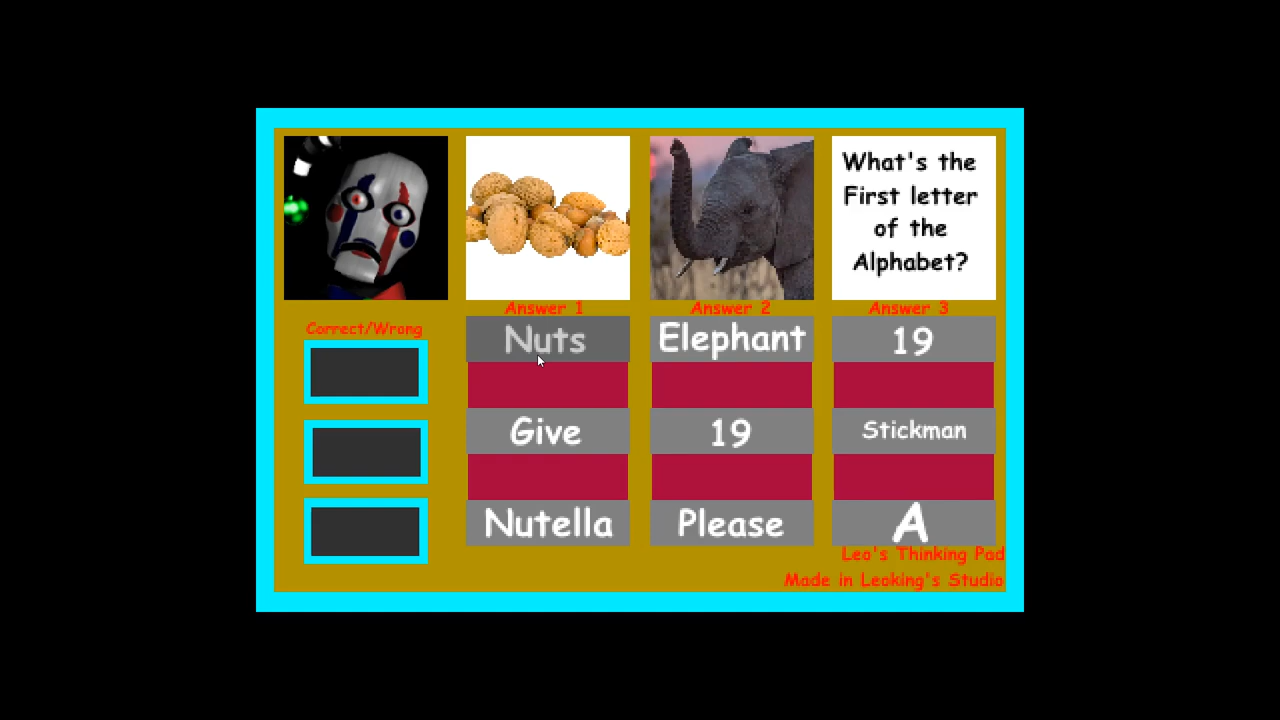 What's the
First letter
of the
Alphabet?
Answer 1
Answer 2
Answer 3
Correct/Wrong
Nuts
Elephant
19
Give
19
Stickman
Nutella
Please
A
Leo's Thinking Pad
Made in Leoking's Studio